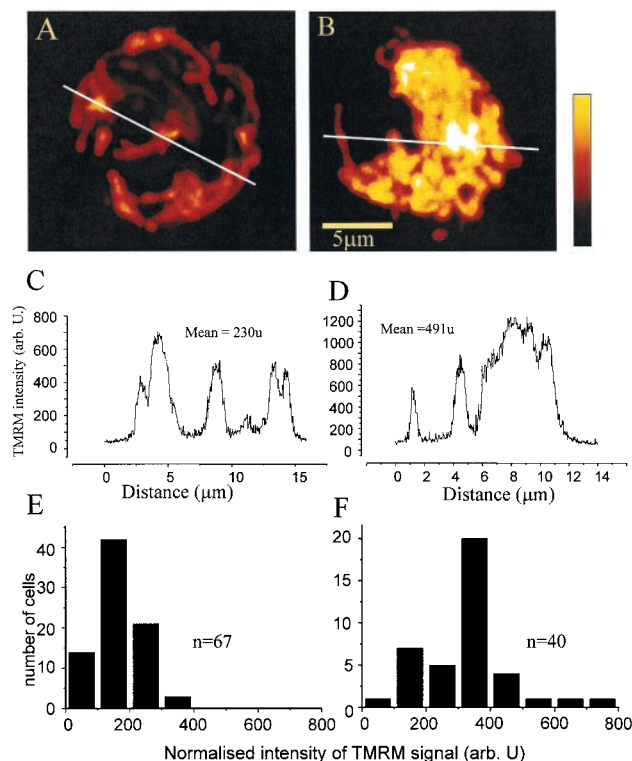 A
B
5µm
C
D
TMRM intensity (arb. U.)
800
600
400
200
0
Mean = 230u
0
5
10
15
Distance (µm)
1200
1000
800
600
400
200
0
Mean =491u
0
2
4
6
8
10
12
14
Distance (µm)
E
F
number of cells
40
20
0
n=67
0
200
400
600
800
20
15
10
5
0
n=40
0
200
400
600
800
Normalised intensity of TMRM signal (arb. U)